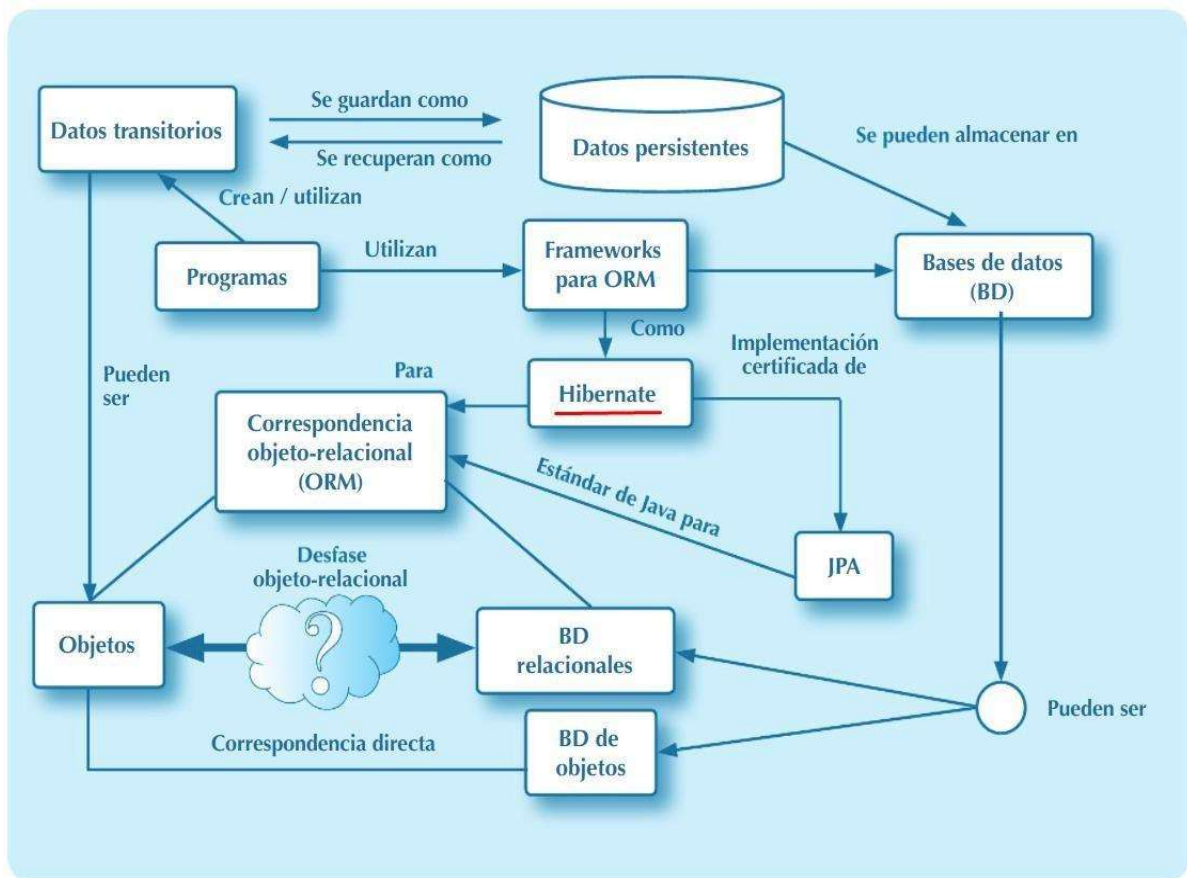 Se guardan como
Datos transitorios
Datos persistentes
Se recuperan como
Se pueden almacenar en
Crean / utilizan
Programas
Utilizan
Frameworks
para ORM
Bases de datos
(BD)
Como
Implementación
certificada de
Pueden
ser
Para
Hibernate
Correspondencia
objeto-relacional
(ORM)
Estándar de Java para
JPA
Desfase
objeto-relacional
Objetos
?
BD
relacionales
Pueden ser
Correspondencia directa
BD de
objetos